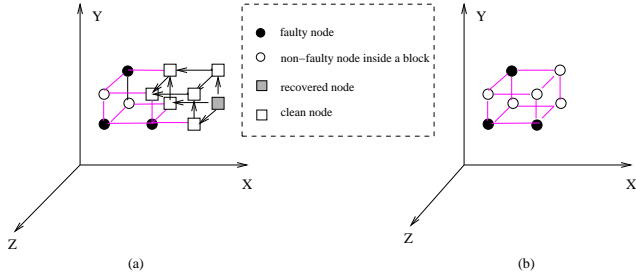 Y
faulty node
non-faulty node inside a block
recovered node
clean node
X
Z
(a)
Y
X
Z
(b)